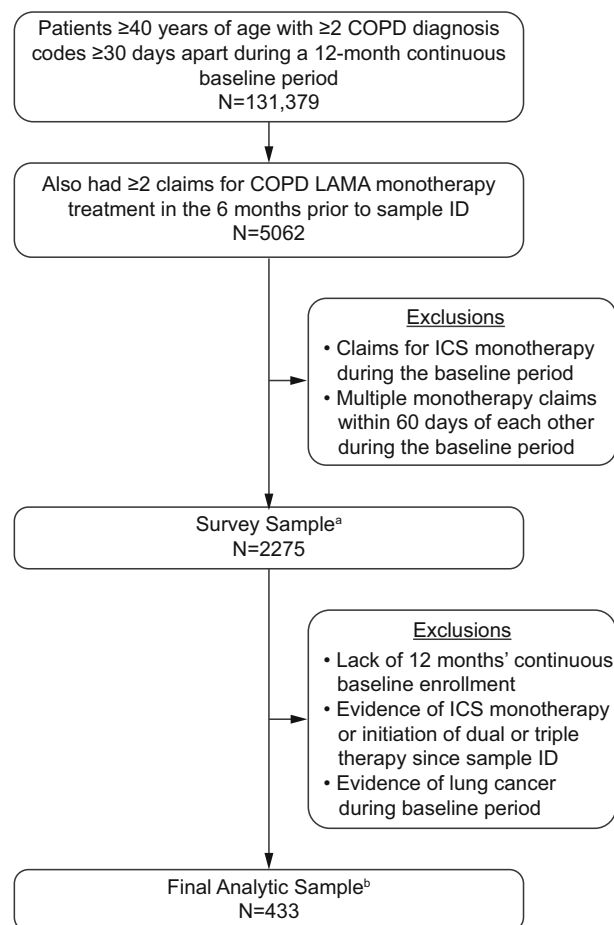 Patients ≥40 years of age with ≥2 COPD diagnosis
codes ≥30 days apart during a 12-month continuous
baseline period
N=131,379
Also had ≥2 claims for COPD LAMA monotherapy
treatment in the 6 months prior to sample ID
N=5062
Exclusions
• Claims for ICS monotherapy
during the baseline period
• Multiple monotherapy claims
within 60 days of each other
during the baseline period
Survey Sampleᵃ
N=2275
Exclusions
• Lack of 12 months’ continuous
baseline enrollment
• Evidence of ICS monotherapy
or initiation of dual or triple
therapy since sample ID
• Evidence of lung cancer
during baseline period
Final Analytic Sampleᵇ
N=433